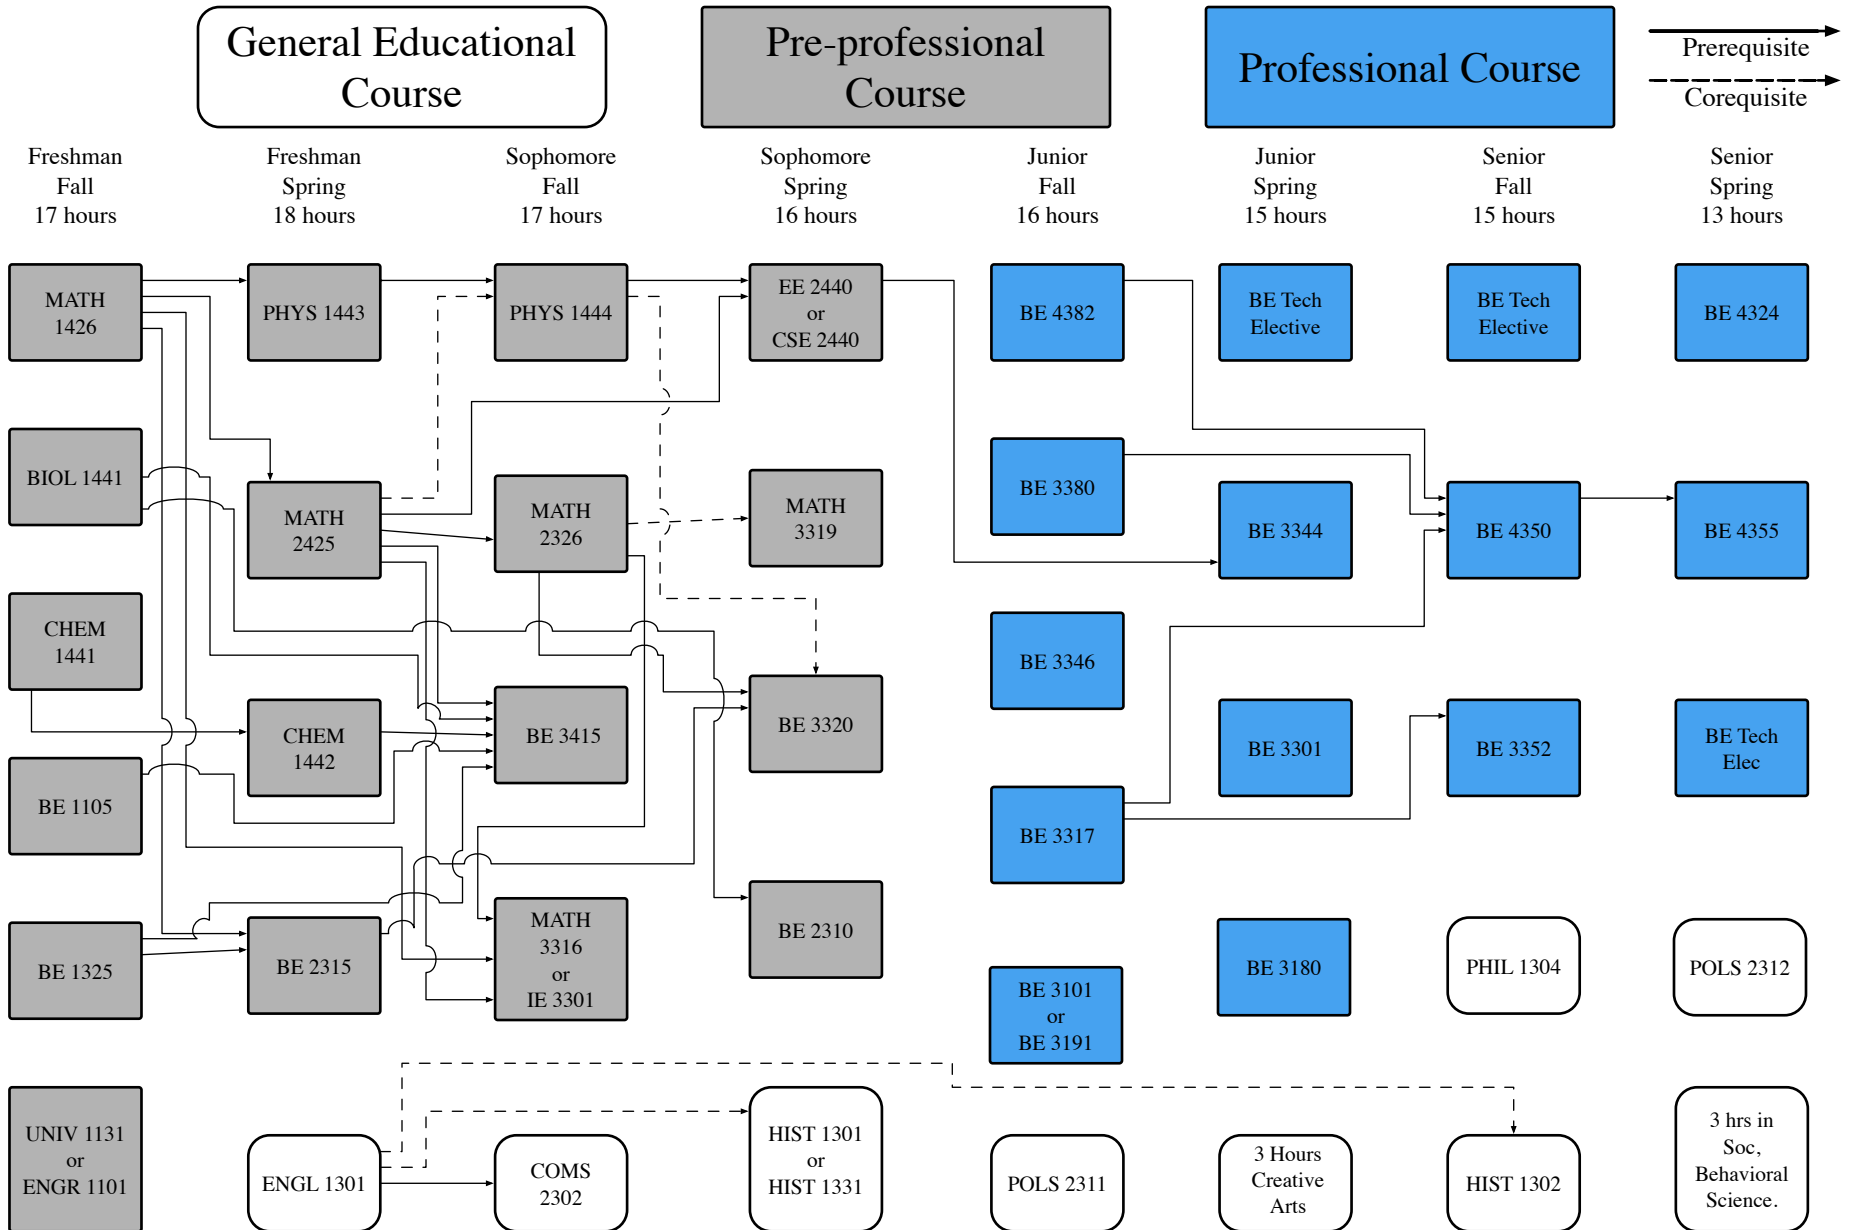 General Educational
Course
Pre-professional
Course
Professional Course
Prerequisite
Corequisite
Freshman
Fall
17 hours
Freshman
Spring
18 hours
Sophomore
Fall
17 hours
Sophomore
Spring
16 hours
Junior
Fall
16 hours
Junior
Spring
15 hours
Senior
Fall
15 hours
Senior
Spring
13 hours
MATH
1426
PHYS 1443
PHYS 1444
EE 2440
or
CSE 2440
BE 4382
BE Tech
Elective
BE Tech
Elective
BE 4324
BIOL 1441
MATH
2425
MATH
2326
MATH
3319
BE 3380
BE 3344
BE 4350
BE 4355
CHEM
1441
CHEM
1442
BE 3415
BE 3320
BE 3346
BE 3301
BE 3352
BE Tech
Elec
BE 1105
BE 3317
BE 1325
BE 2315
MATH
3316
or
IE 3301
BE 2310
BE 3101
or
BE 3191
BE 3180
PHIL 1304
POLS 2312
UNIV 1131
or
ENGR 1101
ENGL 1301
COMS
2302
HIST 1301
or
HIST 1331
POLS 2311
3 Hours
Creative
Arts
HIST 1302
3 hrs in
Soc,
Behavioral
Science.